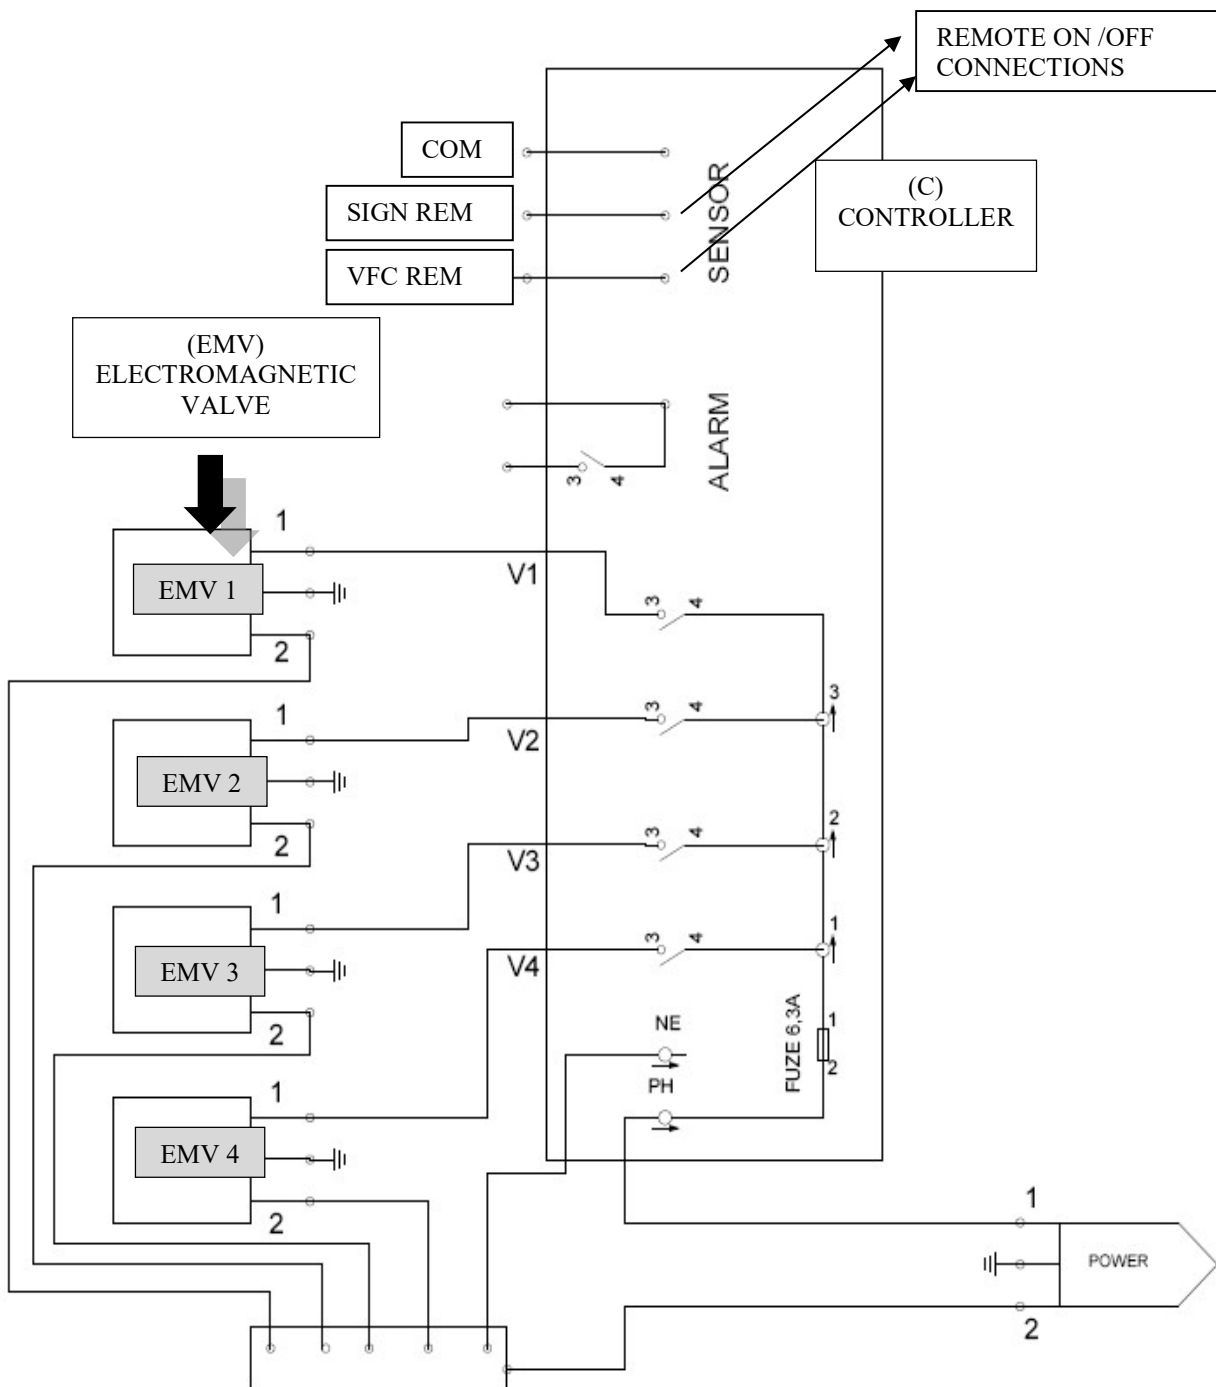 REMOTE ON /OFF
CONNECTIONS
COM
SIGN REM
VFC REM
SENSOR
(C)
CONTROLLER
(EMV)
ELECTROMAGNETIC
VALVE
ALARM
3
4
1
EMV 1
2
V1
3
4
1
EMV 2
2
V2
3
4
3
1
EMV 3
2
V3
3
4
2
1
EMV 4
2
V4
3
4
1
NE
PH
FUZE 6,3A
1
2
1
POWER
2